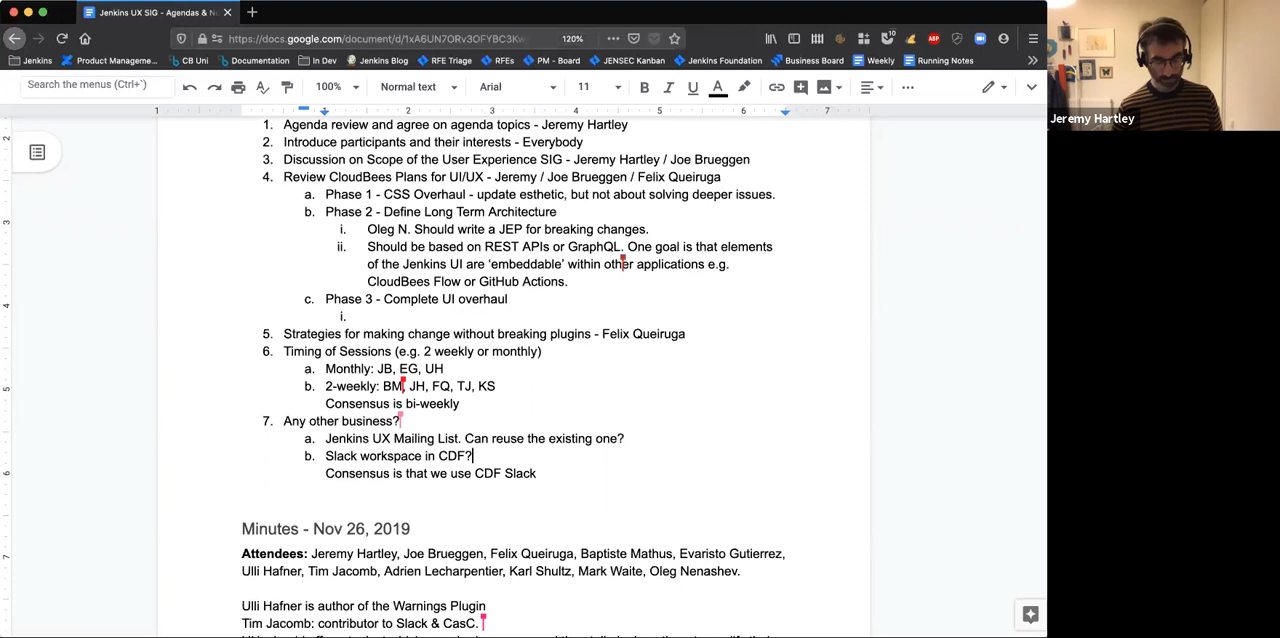 Jenkins UX SIG - Agendas & N
https://docs.google.com/document/d/1xA6UN7ORv3OFYBC3Kw
120%
Jenkins
Product Maname...
CB Uni
Documentation
In Dev
Jenkins Blog
RFE Triage
RFEs
PM - Board
JENSEC Kanban
Jenkins Foundation
Business Board
Weekly
Running Notes
Search the menus (Ctrl+`)
100%
Normal text
Arial
11
1. Agenda review and agree on agenda topics - Jeremy Hartley
2. Introduce participants and their interests - Everybody
3. Discussion on Scope of the User Experience SIG - Jeremy Hartley / Joe Brueggen
4. Review CloudBees Plans for UI/UX - Jeremy / Joe Brueggen / Felix Queiruga
a. Phase 1 - CSS Overhaul - update esthetic, but not about solving deeper issues.
b. Phase 2 - Define Long Term Architecture
i. Oleg N. Should write a JEP for breaking changes.
ii. Should be based on REST APIs or GraphQL. One goal is that elements
of the Jenkins UI are ‘embeddable’ within other applications e.g.
CloudBees Flow or GitHub Actions.
c. Phase 3 - Complete UI overhaul
i.
5. Strategies for making change without breaking plugins - Felix Queiruga
6. Timing of Sessions (e.g. 2 weekly or monthly)
a. Monthly: JB, EG, UH
b. 2-weekly: BM, JH, FQ, TJ, KS
Consensus is bi-weekly
7. Any other business?
a. Jenkins UX Mailing List. Can reuse the existing one?
b. Slack workspace in CDF?
Consensus is that we use CDF Slack
Minutes - Nov 26, 2019
Attendees: Jeremy Hartley, Joe Brueggen, Felix Queiruga, Baptiste Mathus, Evaristo Gutierrez,
Ulli Hafner, Tim Jacomb, Adrien Lecharpentier, Karl Shultz, Mark Waite, Oleg Nenashev.
Ulli Hafner is author of the Warnings Plugin
Tim Jacomb: contributor to Slack & CasC.
Jeremy Hartley